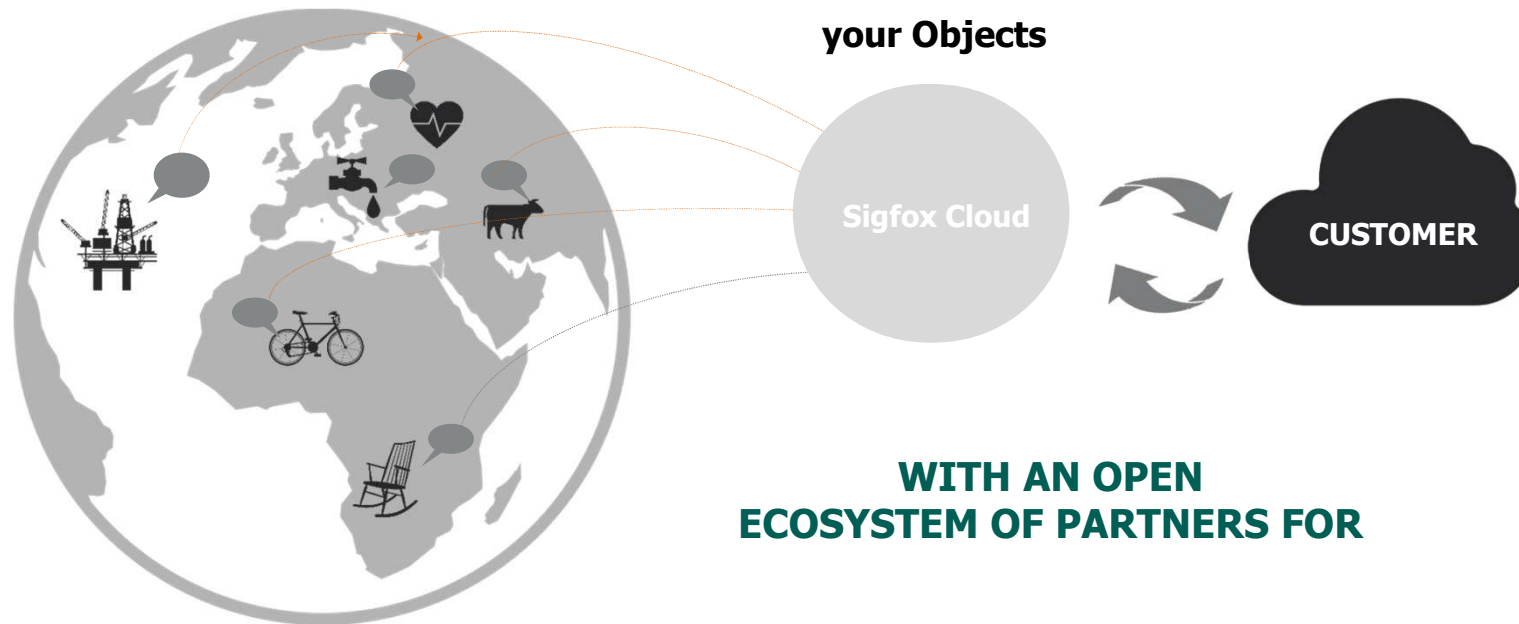 your Objects
Sigfox Cloud
CUSTOMER
WITH AN OPEN
ECOSYSTEM OF PARTNERS FOR